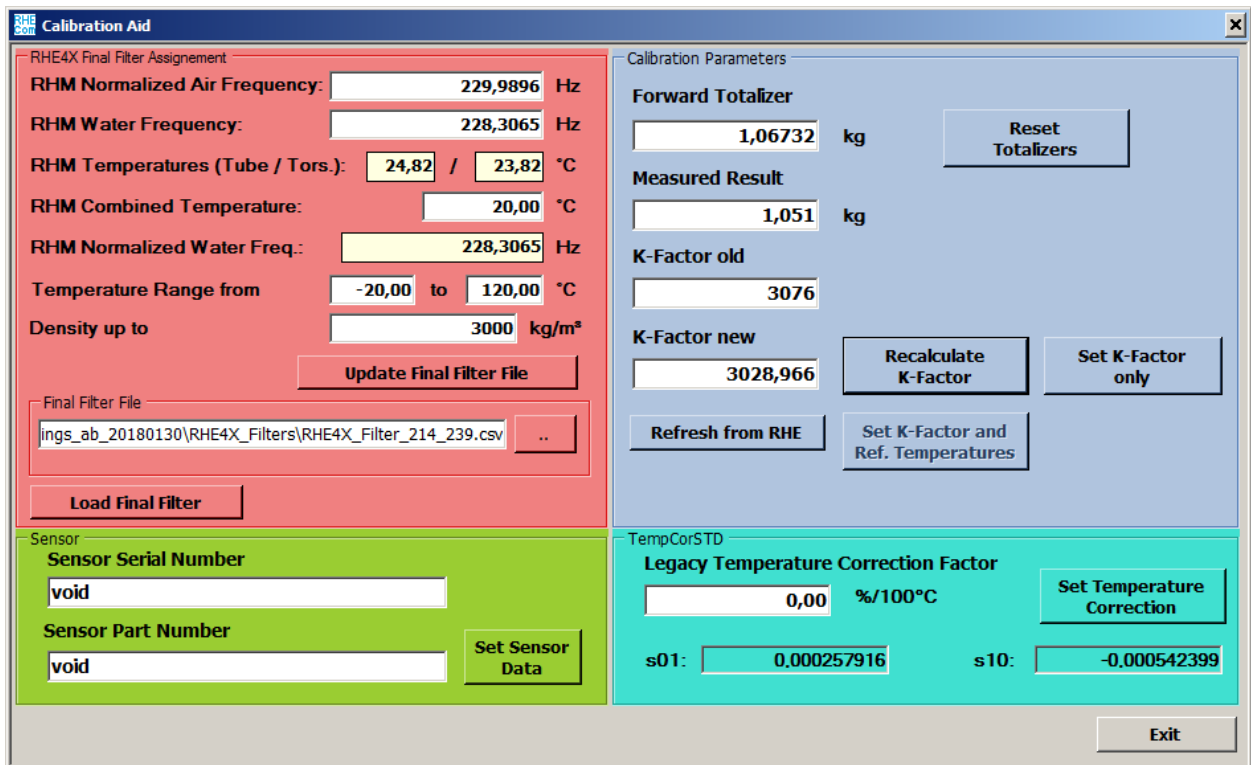 RHE
Com
Calibration Aid
RHE4X Final Filter Assignement
RHM Normalized Air Frequency: 229,9896 Hz
RHM Water Frequency: 228,3065 Hz
RHM Temperatures (Tube / Tors.): 24,82 / 23,82 °C
RHM Combined Temperature: 20,00 °C
RHM Normalized Water Freq.: 228,3065 Hz
Temperature Range from -20,00 to 120,00 °C
Density up to 3000 kg/m³
Update Final Filter File
Final Filter File
ings_ab_20180130\RHE4X_Filters\RHE4X_Filter_214_239.csv ..
Load Final Filter
Calibration Parameters
Forward Totalizer
1,06732 kg
Reset
Totalizers
Measured Result
1,051 kg
K-Factor old
3076
K-Factor new
3028,966
Recalculate
K-Factor
Set K-Factor
only
Refresh from RHE
Set K-Factor and
Ref. Temperatures
Sensor
Sensor Serial Number
void
Sensor Part Number
void
Set Sensor
Data
TempCorSTD
Legacy Temperature Correction Factor
0,00 %/100°C
Set Temperature
Correction
s01: 0,000257916 s10: -0,000542399
Exit